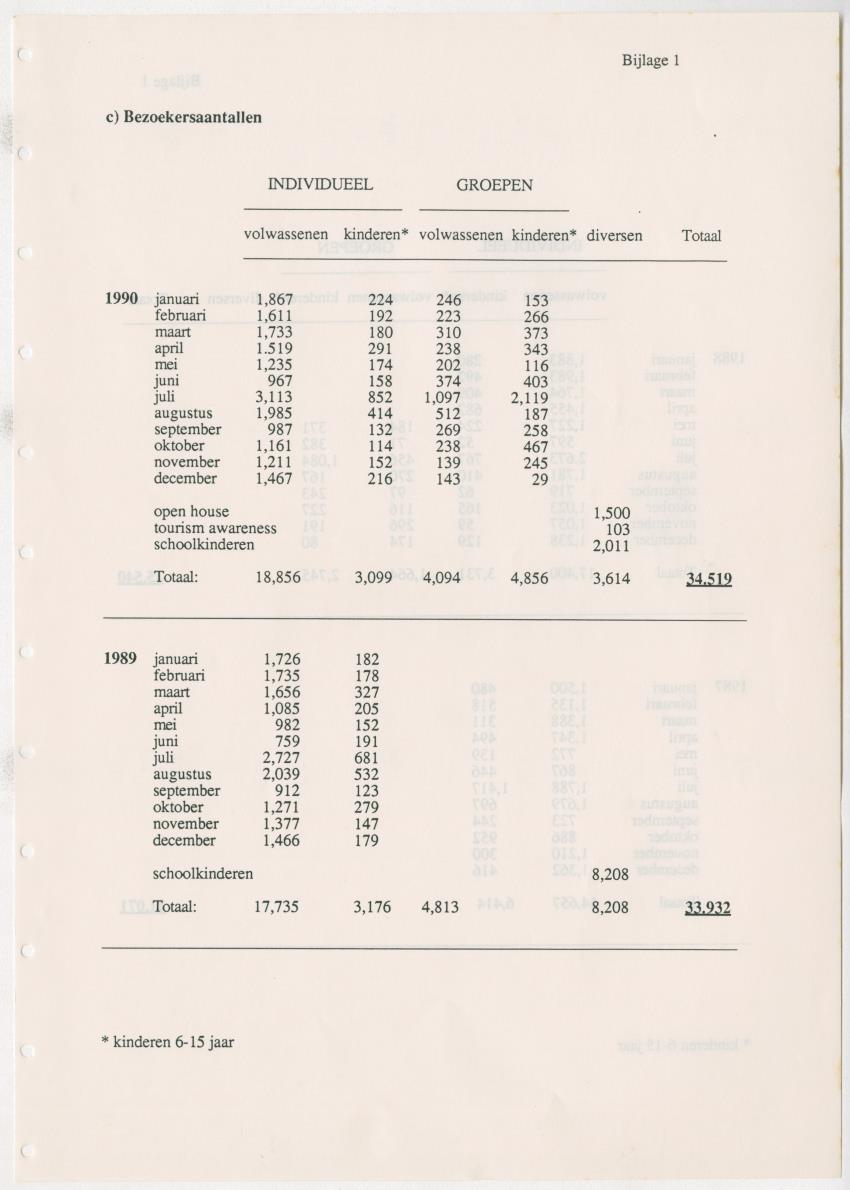 Bijlage 1
c) Bezoekersaantallen
INDIVIDUEEL GROEPEN
volwassenen kinderen* volwassenen kinderen* diversen Totaal
1990 januari 1,867 224 246 153
februari 1,611 192 223 266
maart 1,733 180 310 373
april 1.519 291 238 343
mei 1,235 174 202 116
juni 967 158 374 403
juli 3,113 852 1,097 2,119
augustus 1,985 414 512 187
september 987 132 269 258
oktober 1,161 114 238 467
november 1,211 152 139 245
december 1,467 216 143 29
open house 1,500
tourism awareness 103
schoolkinderen 2,011
Totaal: 18,856 3,099 4,094 4,856 3,614 34.519
1989 januari 1,726 182
februari 1,735 178
maart 1,656 327
april 1,085 205
mei 982 152
juni 759 191
juli 2,727 681
augustus 2,039 532
september 912 123
oktober 1,271 279
november 1,377 147
december 1,466 179
schoolkinderen 8,208
Totaal: 17,735 3,176 4,813 8,208 33.932
* kinderen 6-15 jaar